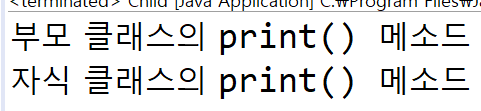 <terminated> Child [Java Application] C:₩Program Files₩Ja
부모 클래스의 print() 메소드
자식 클래스의 print() 메소드